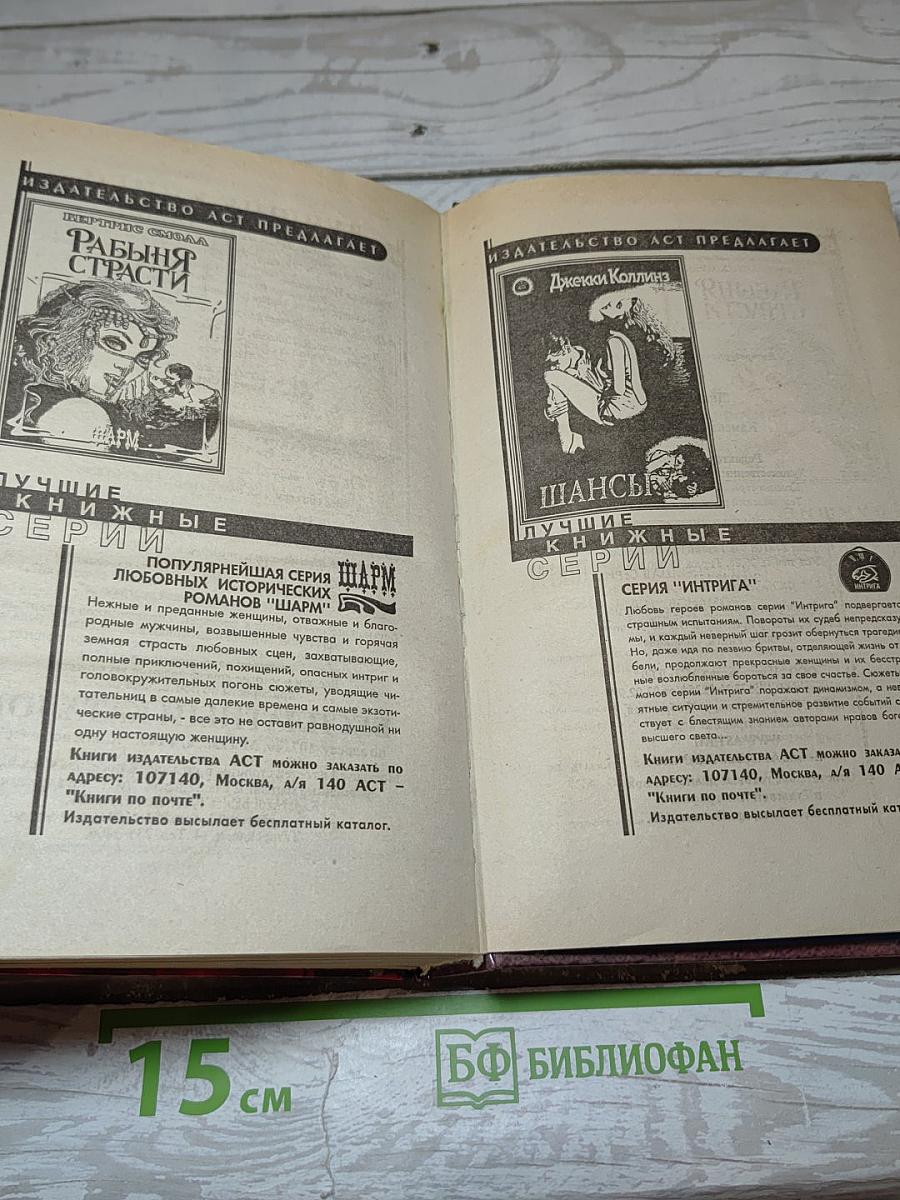 ИЗДАТЕЛЬСТВО АСТ ПРЕДЛАГАЕТ
БЕРТРИС СМОЛЛ
РАБЫНЯ
СТРАСТИ
ШАРМ
ЛУЧШИЕ
КНИЖНЫЕ
СЕРИИ
ПОПУЛЯРНЕЙШАЯ СЕРИЯ
ЛЮБОВНЫХ ИСТОРИЧЕСКИХ
РОМАНОВ "ШАРМ"
ШАРМ
Нежные и преданные женщины, отважные и благо-
родные мужчины, возвышенные чувства и горячая
земная страсть любовных сцен, захватывающие,
полные приключений, похищений, опасных интриг и
головокружительных погонь сюжеты, уводящие чи-
тательниц в самые далекие времена и самые экзоти-
ческие страны, - все это не оставит равнодушной ни
одну настоящую женщину.
Книги издательства АСТ можно заказать по
адресу: 107140, Москва, а/я 140 АСТ –
"Книги по почте".
Издательство высылает бесплатный каталог.
ИЗДАТЕЛЬСТВО АСТ ПРЕДЛАГАЕТ
Джекки Коллинз
ШАНСЫ
ЛУЧШИЕ
КНИЖНЫЕ
СЕРИИ
СЕРИЯ "ИНТРИГА"
ИНТРИГА
Любовь героев романов серии "Интрига" подвергаетс
страшным испытаниям. Повороты их судеб непредсказу
мы, и каждый неверный шаг грозит обернуться трагеди
Но, даже идя по лезвию бритвы, отделяющей жизнь от
бели, продолжают прекрасные женщины и их бесстр
ные возлюбленные бороться за свое счастье. Сюжеты
манов серии "Интрига" поражают динамизмом, а нев
ятные ситуации и стремительное развитие событий с
ствует с блестящим знанием авторами нравов бог
высшего света...
Книги издательства АСТ можно заказа
адресу: 107140, Москва, а/я 140 А
"Книги по почте".
Издательство высылает бесплатный кат
15 см
БФ БИБЛИОФАН